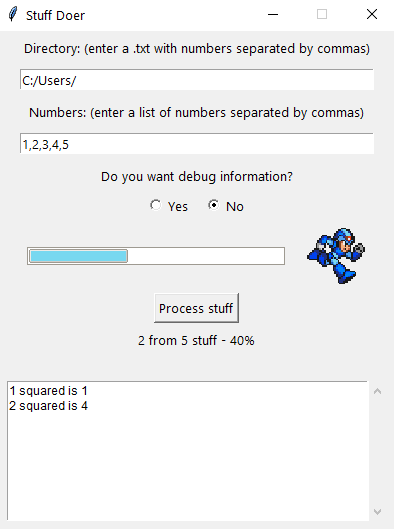 Stuff Doer
Directory: (enter a .txt with numbers separated by commas)
C:/Users/
Numbers: (enter a list of numbers separated by commas)
1,2,3,4,5
Do you want debug information?
Yes No
Process stuff
2 from 5 stuff - 40%
1 squared is 1
2 squared is 4